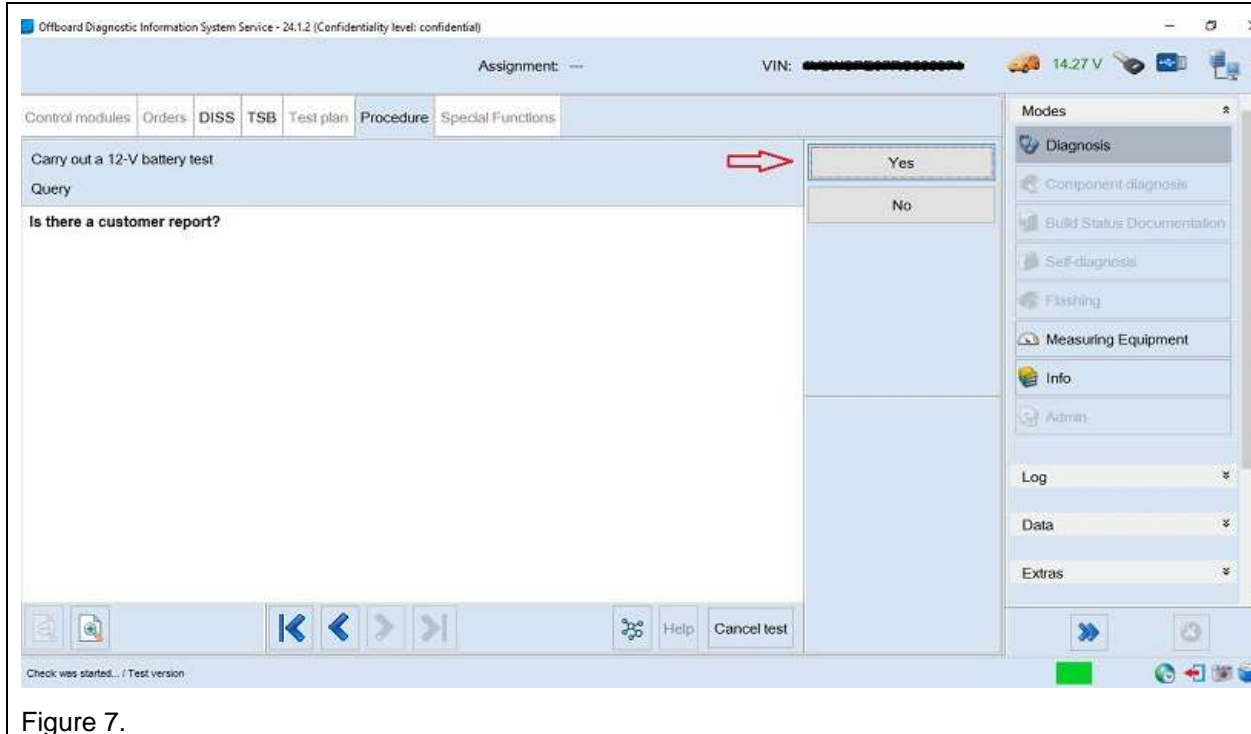 Offboard Diagnostic Information System Service - 24.1.2 (Confidentiality level: confidential)
Assignment: ---
VIN:
14.27 V
Control modules
Orders
DISS
TSB
Test plan
Procedure
Special Functions
Carry out a 12-V battery test
Query
Is there a customer report?
Yes
No
Modes
Diagnosis
Component diagnosis
Build Status Documentation
Self-diagnosis
Flashing
Measuring Equipment
Info
Admin
Log
Data
Extras
Help
Cancel test
Check was started... / Test version
Figure 7.